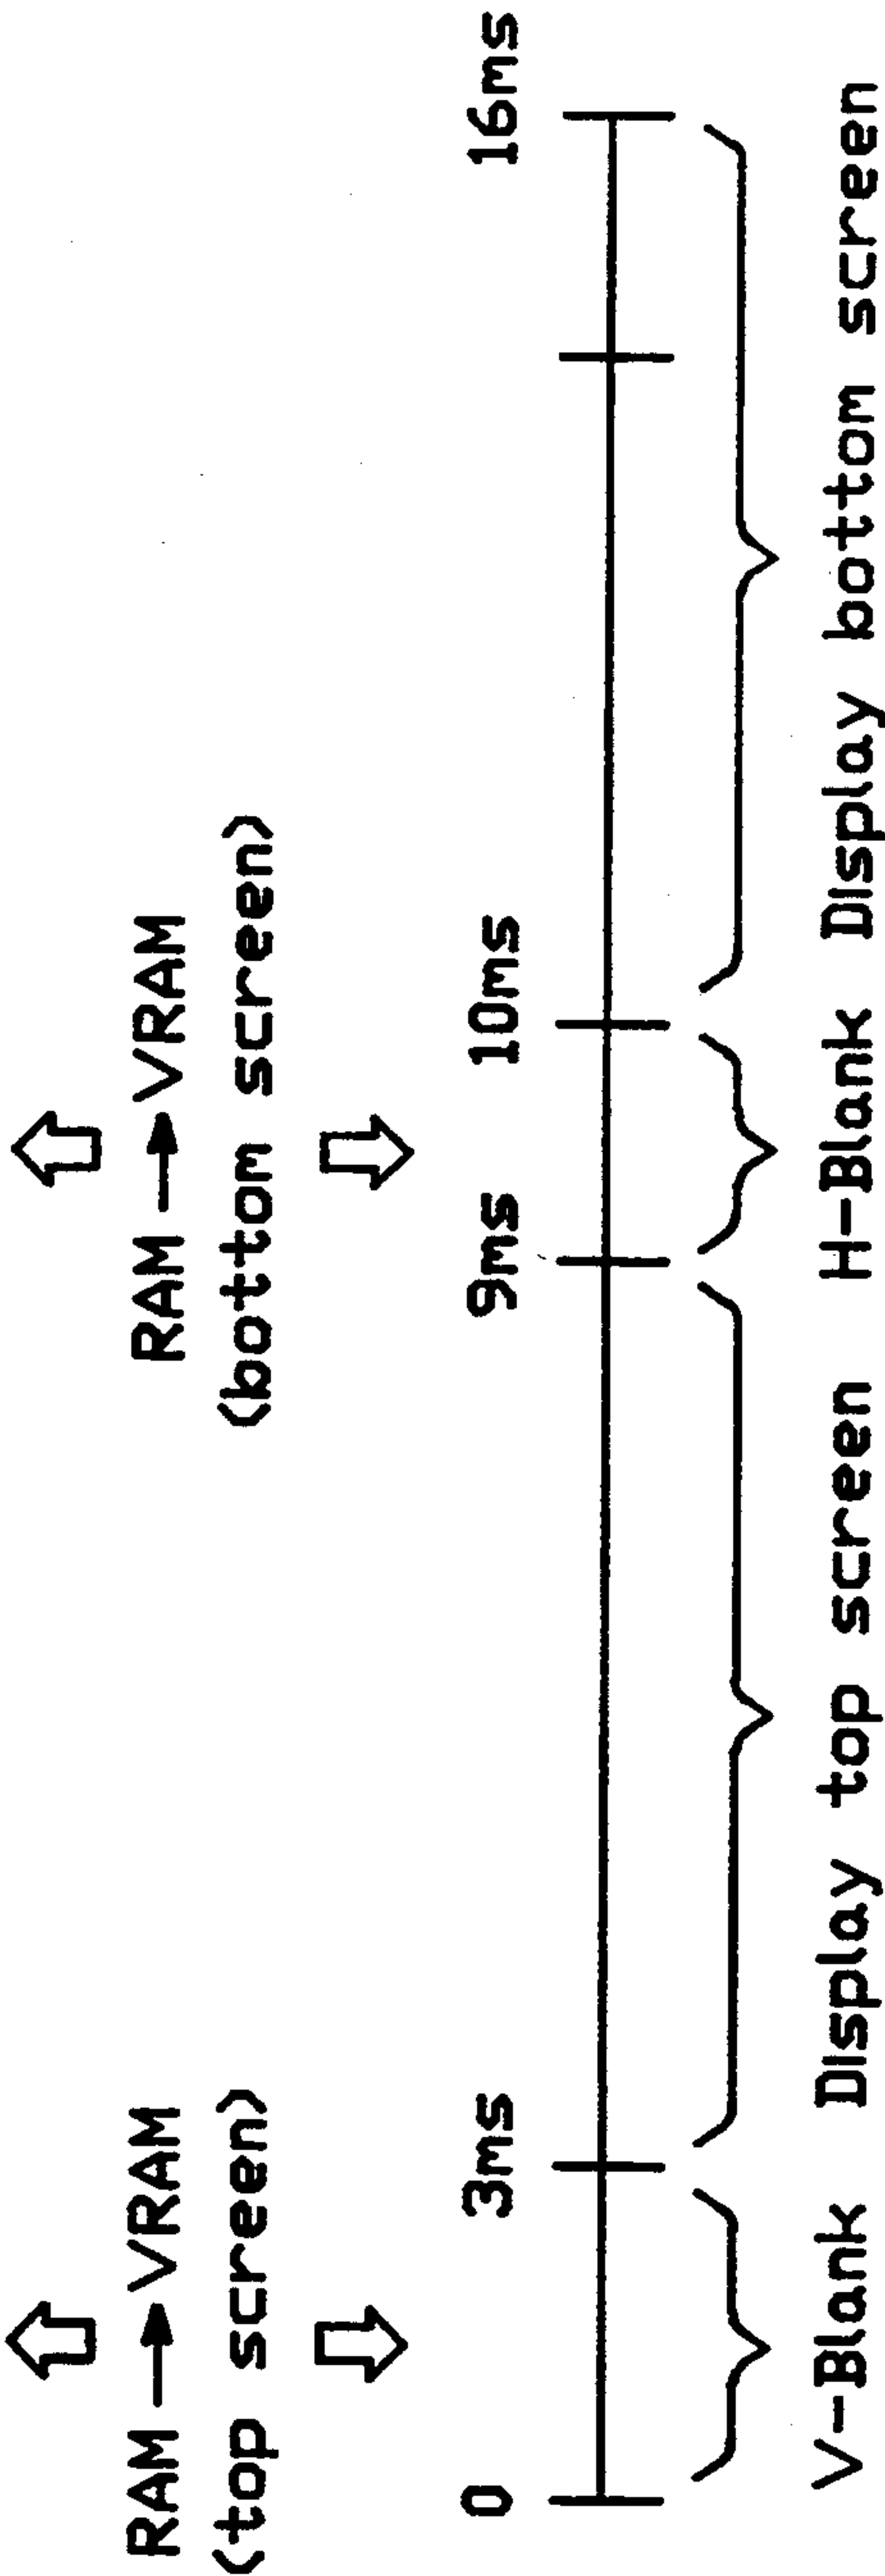 RAM → VRAM
(top screen)
RAM → VRAM
(bottom screen)
0
3ms
9ms
10ms
16ms
V-Blank
Display top screen
H-Blank
Display bottom screen